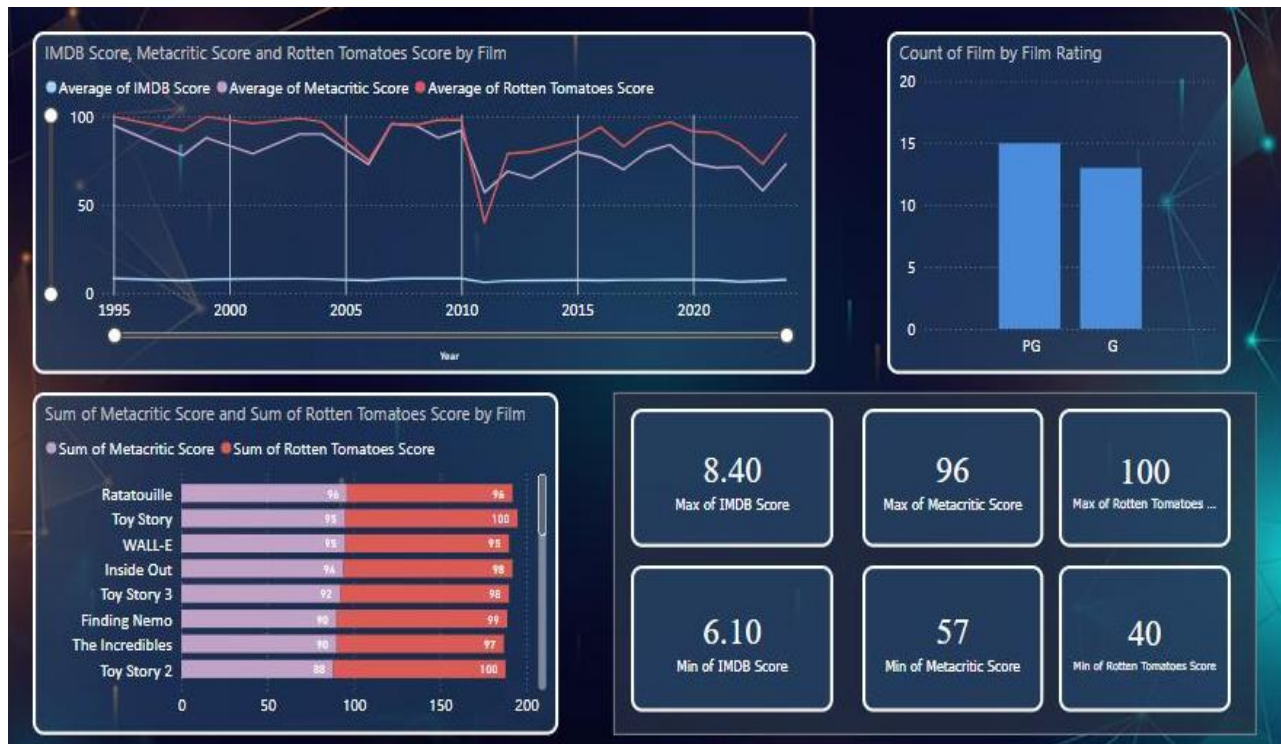 IMDB Score, Metacritic Score and Rotten Tomatoes Score by Film
Average of IMDB Score Average of Metacritic Score Average of Rotten Tomatoes Score
100
50
0
1995 2000 2005 2010 2015 2020
Year
Count of Film by Film Rating
20
15
10
5
0
PG G
Sum of Metacritic Score and Sum of Rotten Tomatoes Score by Film
Sum of Metacritic Score Sum of Rotten Tomatoes Score
Ratatouille 96 96
Toy Story 95 100
WALL-E 95 95
Inside Out 94 98
Toy Story 3 92 98
Finding Nemo 90 99
The Incredibles 90 97
Toy Story 2 88 100
0 50 100 150 200
8.40
Max of IMDB Score
96
Max of Metacritic Score
100
Max of Rotten Tomatoes ...
6.10
Min of IMDB Score
57
Min of Metacritic Score
40
Min of Rotten Tomatoes Score